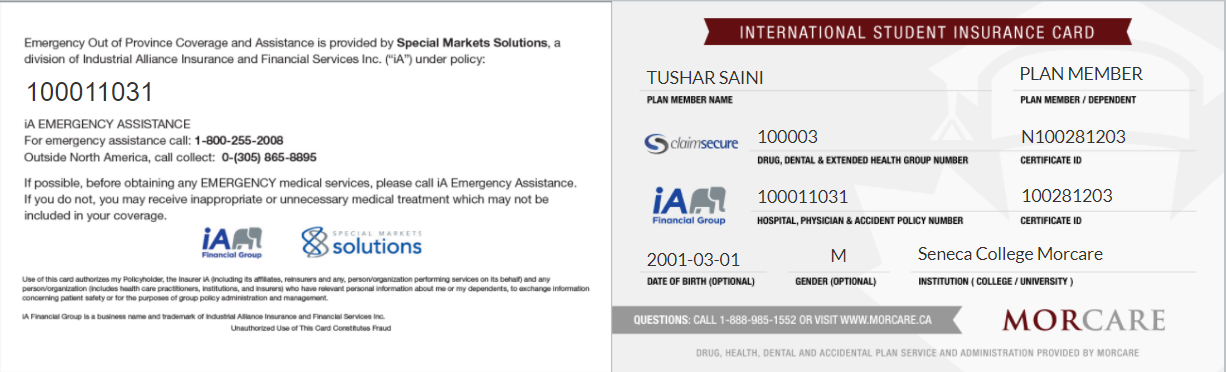 Emergency Out of Province Coverage and Assistance is provided by Special Markets Solutions, a
division of Industrial Alliance Insurance and Financial Services Inc. ("iA") under policy:
100011031
iA EMERGENCY ASSISTANCE
For emergency assistance call: 1-800-255-2008
Outside North America, call collect: 0-(305) 865-8895
If possible, before obtaining any EMERGENCY medical services, please call iA Emergency Assistance.
If you do not, you may receive inappropriate or unnecessary medical treatment which may not be
included in your coverage.
iA
Financial Group
SPECIAL MARKETS
solutions
Use of this card authorizes my Policyholder, the Insurer iA (including its affiliates, reinsurers and any, person/organization performing services on its behalf) and any
person/organization (includes health care practitioners, institutions, and insurers) who have relevant personal information about me or my dependents, to exchange information
concerning patient safety or for the purposes of group policy administration and management.
iA Financial Group is a business name and trademark of Industrial Alliance Insurance and Financial Services Inc.
Unauthorized Use of This Card Constitutes Fraud
INTERNATIONAL STUDENT INSURANCE CARD
TUSHAR SAINI
PLAN MEMBER
PLAN MEMBER NAME
PLAN MEMBER / DEPENDENT
claimsecure
100003
N100281203
DRUG, DENTAL & EXTENDED HEALTH GROUP NUMBER
CERTIFICATE ID
iA
Financial Group
100011031
100281203
HOSPITAL, PHYSICIAN & ACCIDENT POLICY NUMBER
CERTIFICATE ID
2001-03-01
M
Seneca College Morcare
DATE OF BIRTH (OPTIONAL)
GENDER (OPTIONAL)
INSTITUTION ( COLLEGE / UNIVERSITY )
QUESTIONS: CALL 1-888-985-1552 OR VISIT WWW.MORCARE.CA
MORCARE
DRUG, HEALTH, DENTAL AND ACCIDENTAL PLAN SERVICE AND ADMINISTRATION PROVIDED BY MORCARE